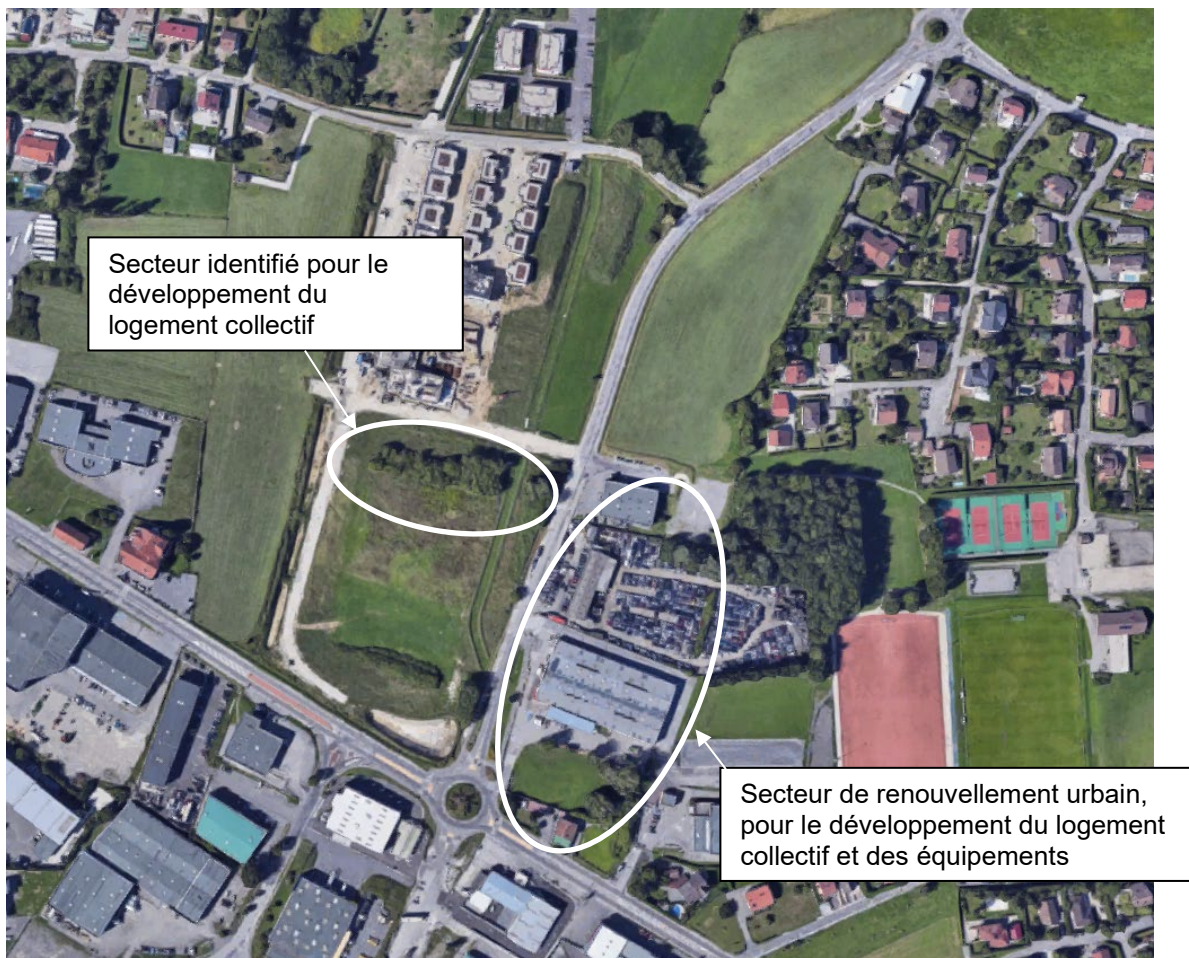 Secteur identifié pour le
développement du
logement collectif
Secteur de renouvellement urbain,
pour le développement du logement
collectif et des équipements